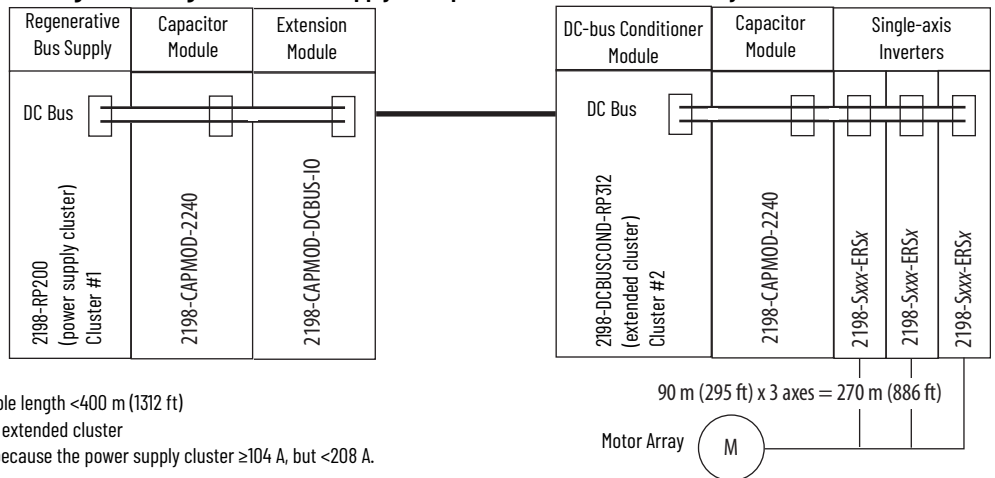 Regenerative
Bus Supply
Capacitor
Module
Extension
Module
DC Bus
2198-RP200
(power supply cluster)
Cluster #1
2198-CAPMOD-2240
2198-CAPMOD-DCBUS-IO
DC-bus Conditioner
Module
Capacitor
Module
Single-axis
Inverters
DC Bus
2198-DCBUSCOND-RP312
(extended cluster)
Cluster #2
2198-CAPMOD-2240
2198-Sxxx-ERSx
2198-Sxxx-ERSx
2198-Sxxx-ERSx
90 m (295 ft) x 3 axes = 270 m (886 ft)
Motor Array
M
length <400 m (1312 ft)
extended cluster
because the power supply cluster ≥104 A, but <208 A.